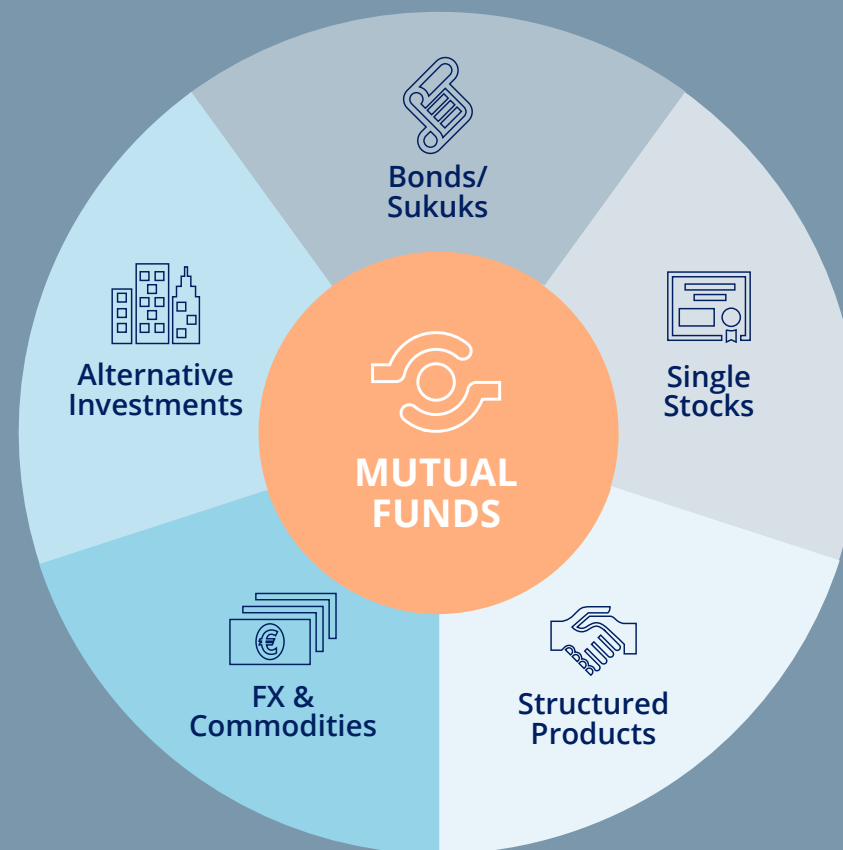 Bonds/
Sukuks
Alternative
Investments
Single
Stocks
MUTUAL
FUNDS
FX &
Commodities
Structured
Products